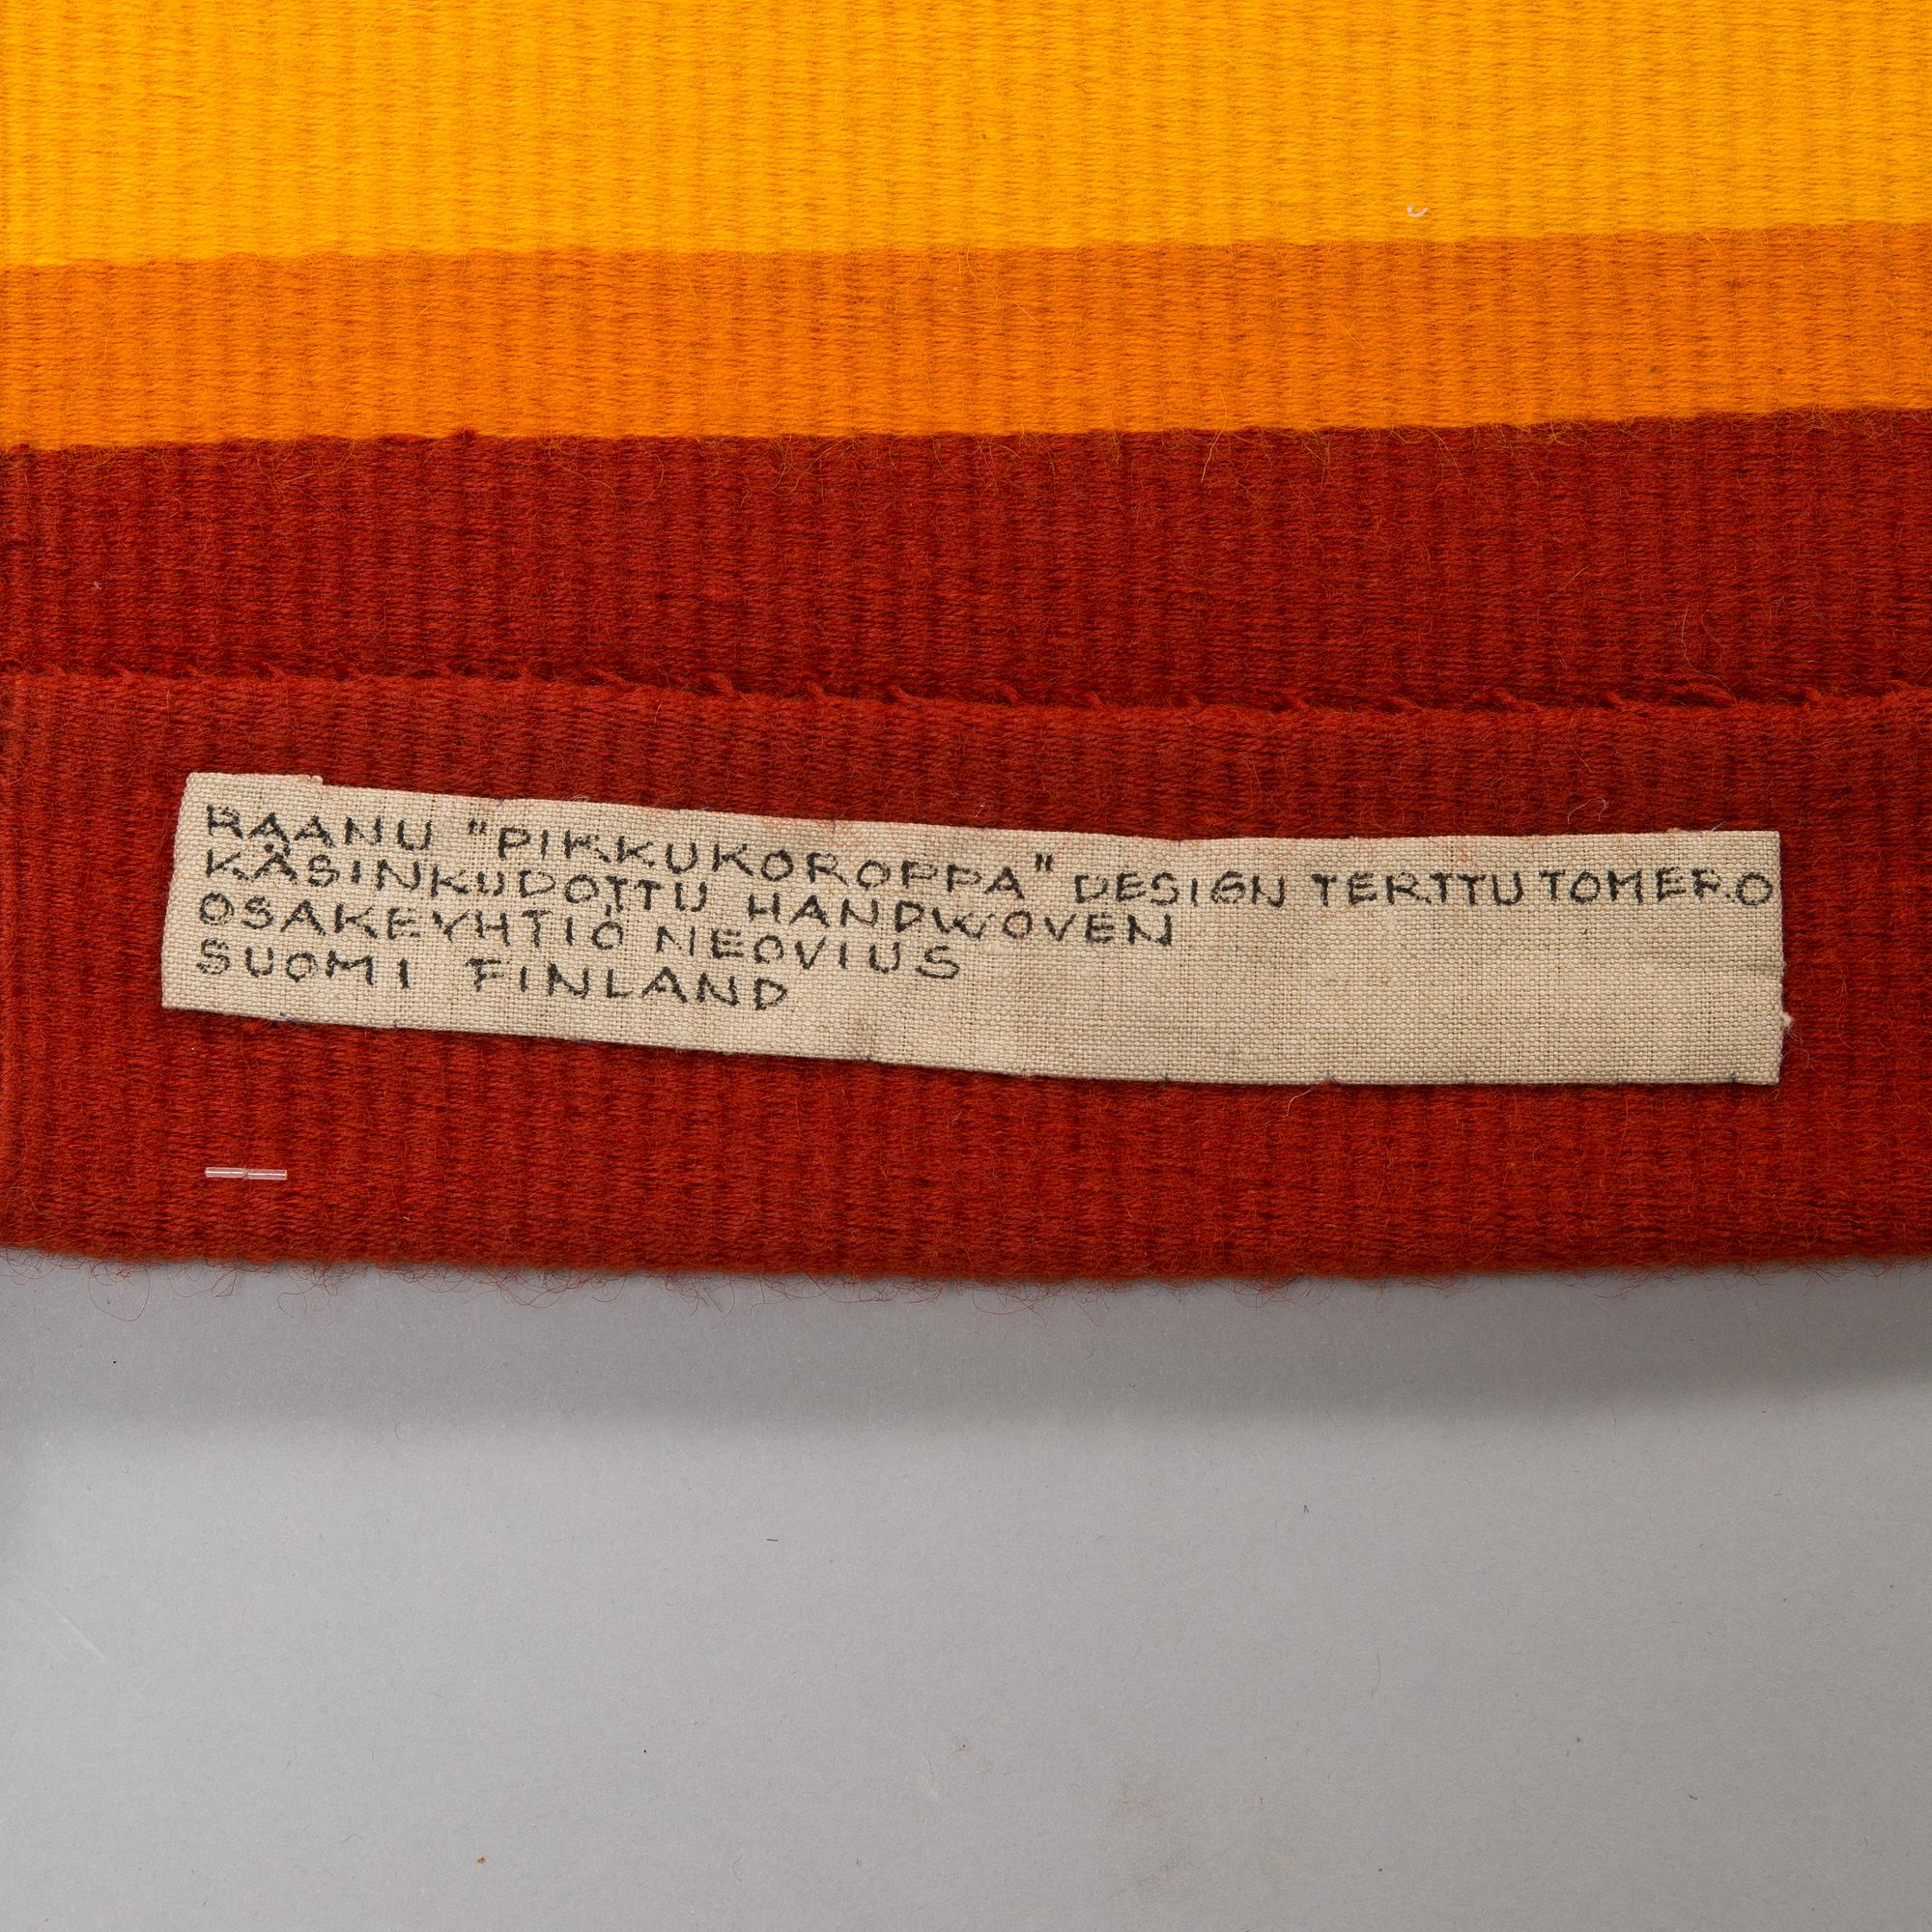 RAANU "PIKKUKOROPPA" DESIGN TERTTU TOMERO
KÄSINKUDOTTU HANDWOVEN
OSAKEYHTIÖ NEOVIUS
SUOMI FINLAND